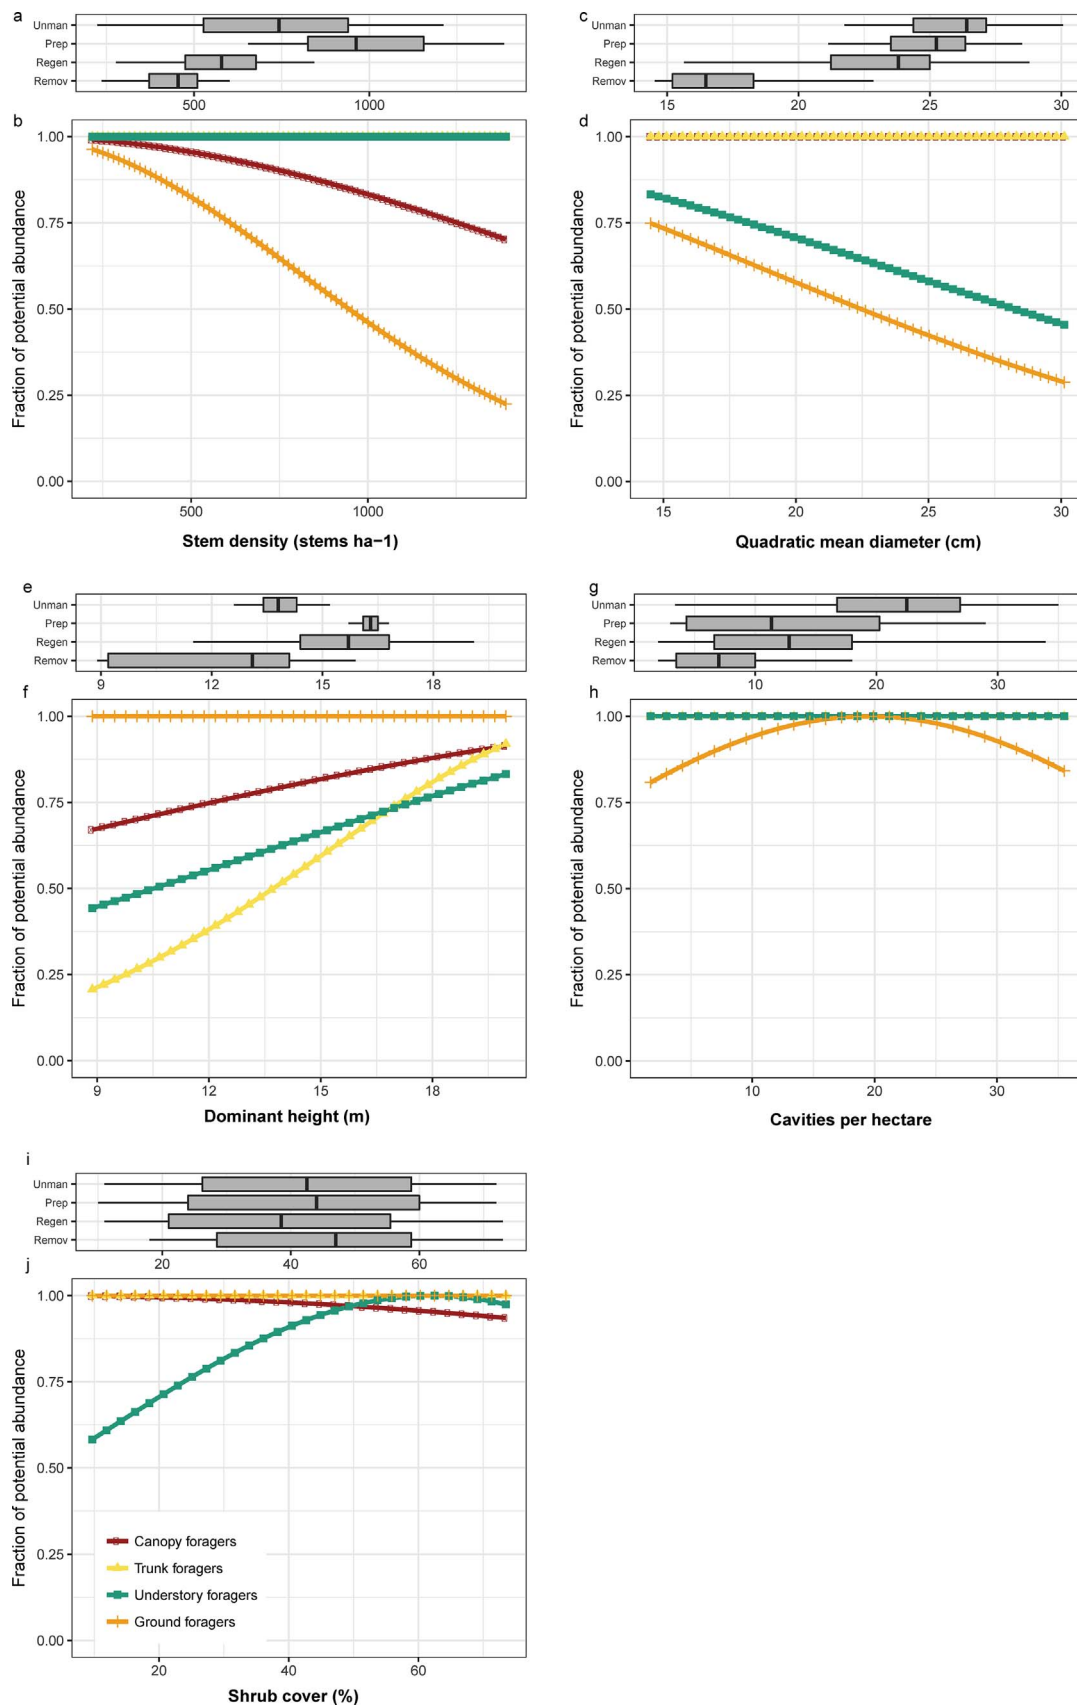 a
Unman
Prep
Regen
Remov
500
1000
b
1.00
0.75
0.50
0.25
0.00
Fraction of potential abundance
500
1000
Stem density (stems ha−1)
c
Unman
Prep
Regen
Remov
15
20
25
30
d
1.00
0.75
0.50
0.25
0.00
Fraction of potential abundance
15
20
25
30
Quadratic mean diameter (cm)
e
Unman
Prep
Regen
Remov
9
12
15
18
f
1.00
0.75
0.50
0.25
0.00
Fraction of potential abundance
9
12
15
18
Dominant height (m)
g
Unman
Prep
Regen
Remov
10
20
30
h
1.00
0.75
0.50
0.25
0.00
Fraction of potential abundance
10
20
30
Cavities per hectare
i
Unman
Prep
Regen
Remov
20
40
60
j
1.00
0.75
0.50
0.25
0.00
Fraction of potential abundance
Canopy foragers
Trunk foragers
Understory foragers
Ground foragers
20
40
60
Shrub cover (%)